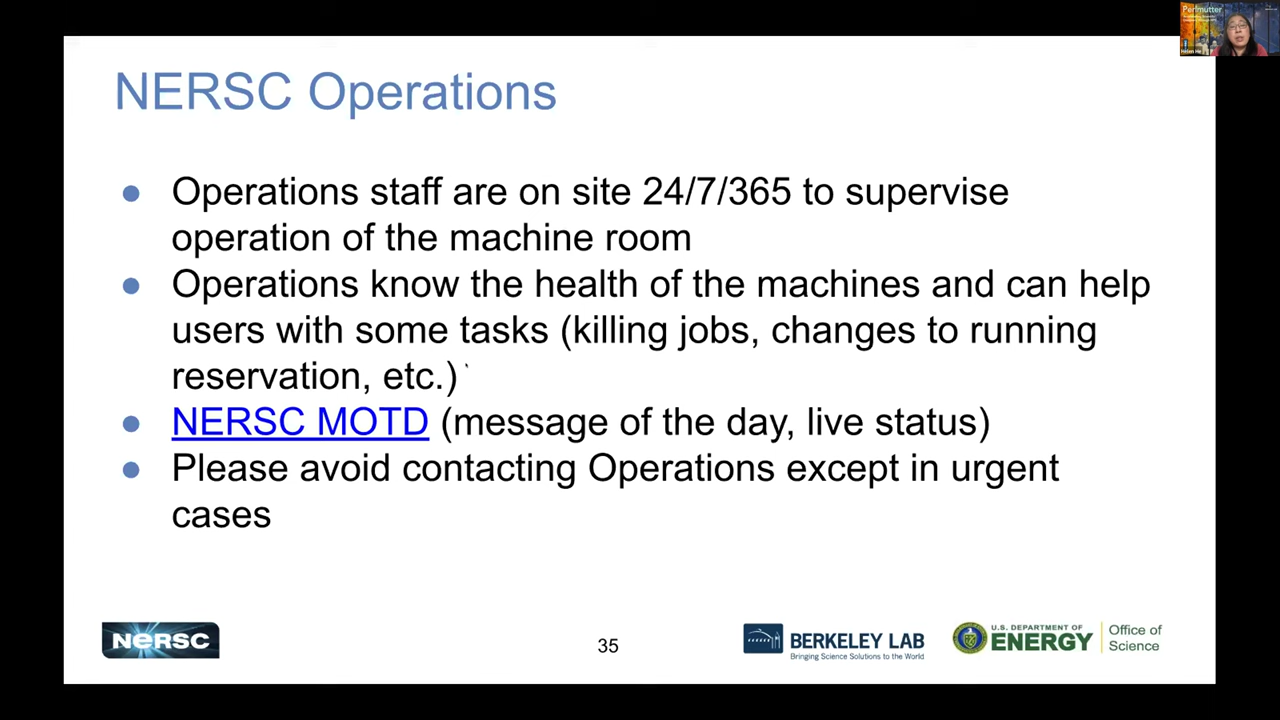 NERSC Operations
● Operations staff are on site 24/7/365 to supervise
operation of the machine room
● Operations know the health of the machines and can help
users with some tasks (killing jobs, changes to running
reservation, etc.)
● NERSC MOTD (message of the day, live status)
● Please avoid contacting Operations except in urgent
cases
NERSC
35
BERKELEY LAB
Bringing Science Solutions to the World
U.S. DEPARTMENT OF
ENERGY
Office of
Science
Perlmutter
Helen He